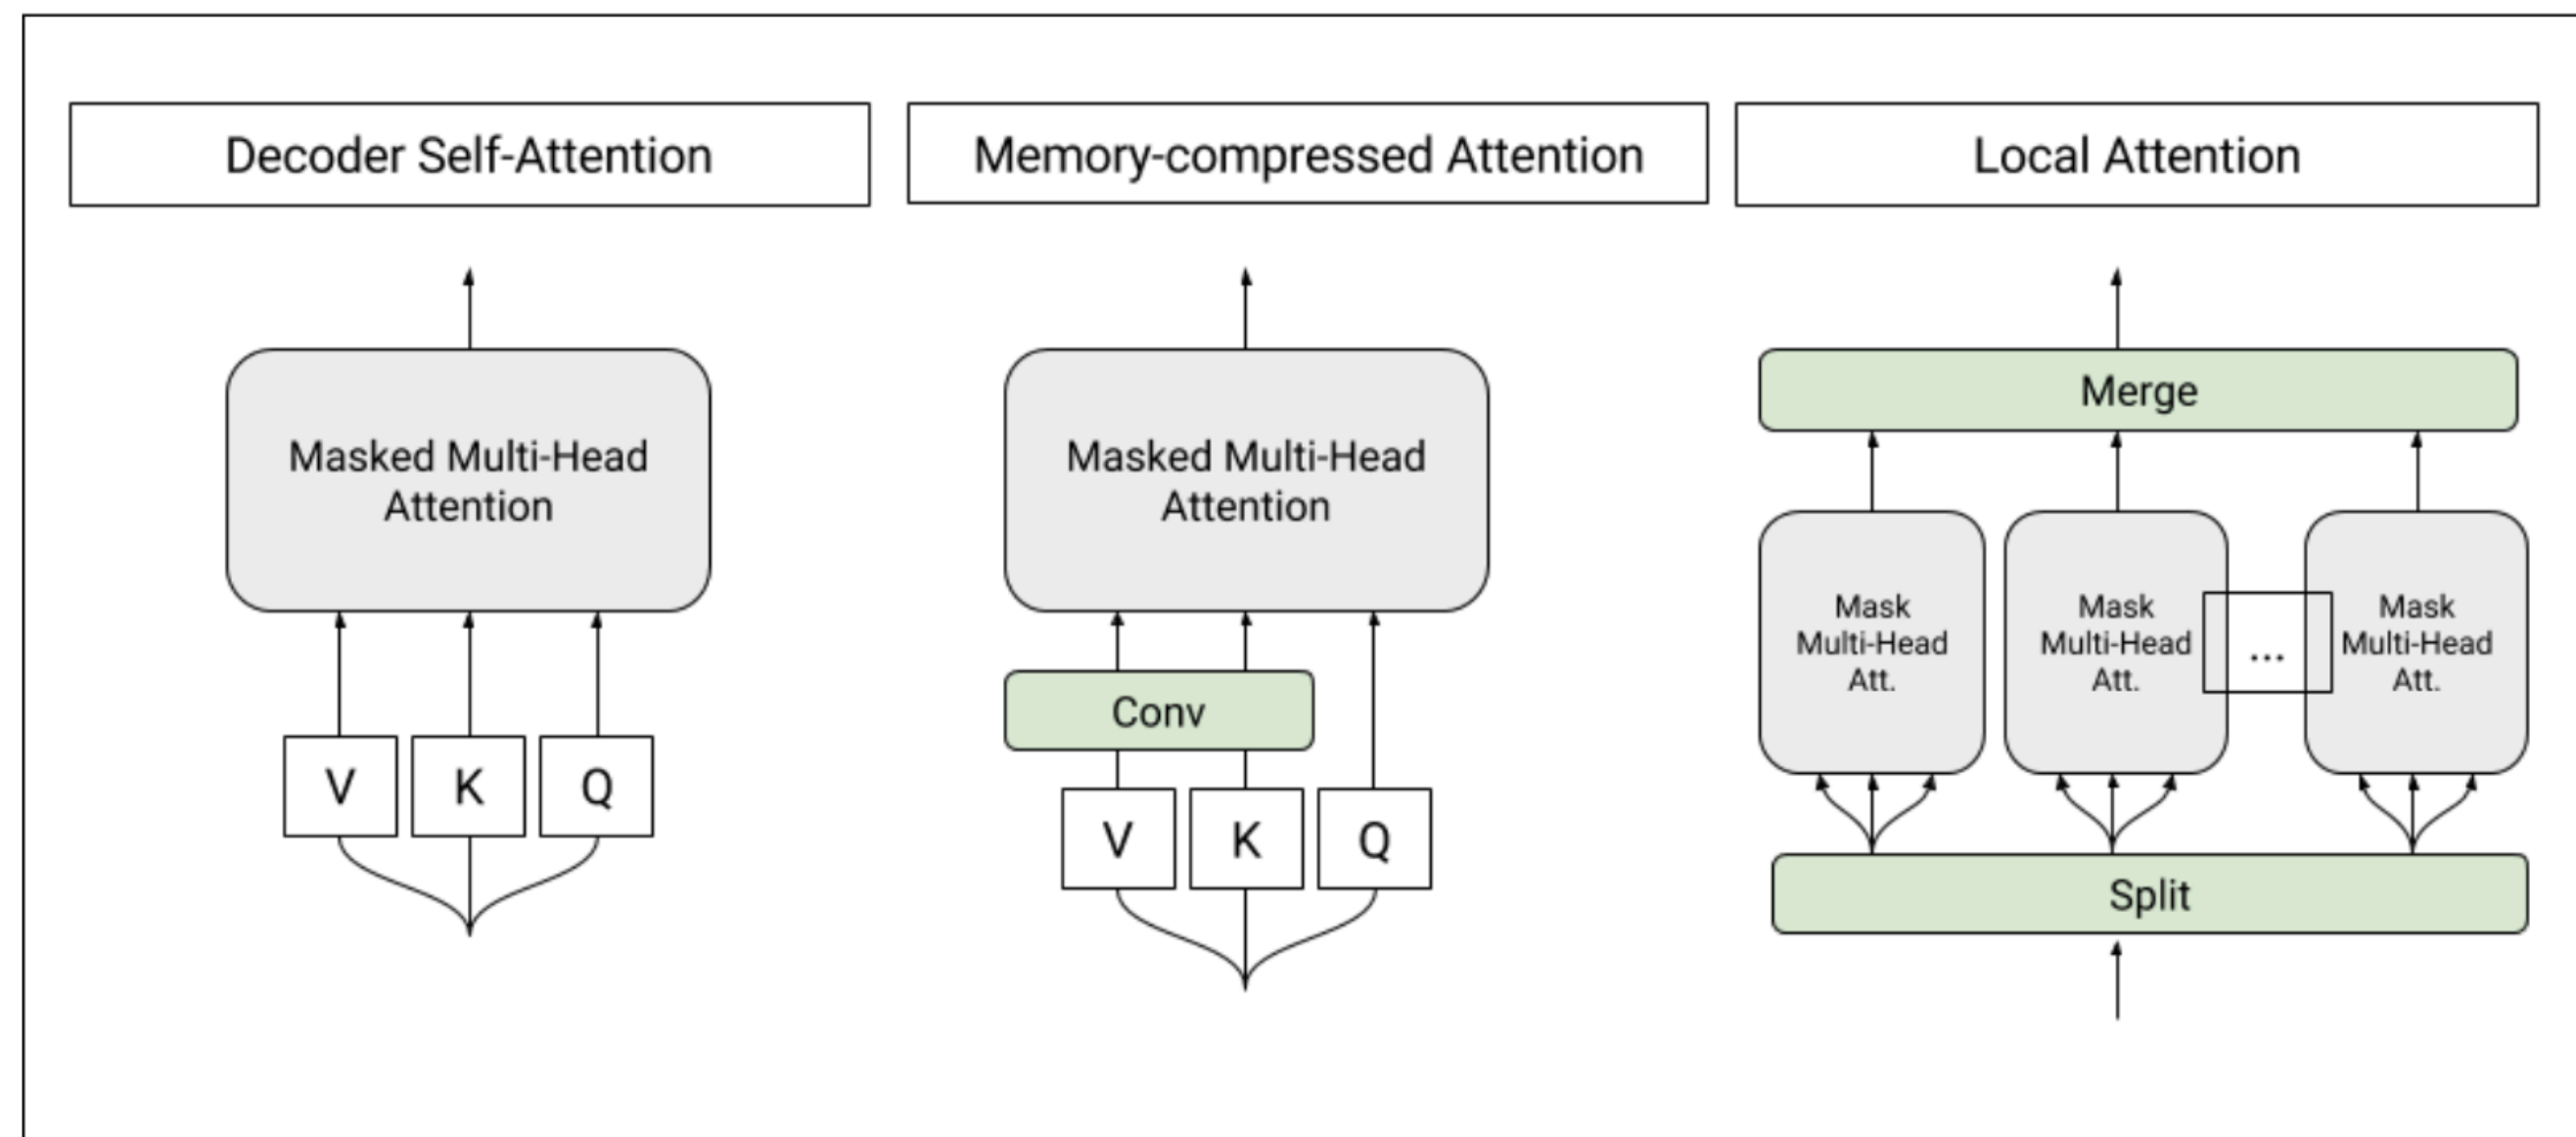 Decoder Self-Attention
Memory-compressed Attention
Local Attention
Masked Multi-Head
Attention
V
K
Q
Masked Multi-Head
Attention
Conv
V
K
Q
Merge
Mask
Multi-Head
Att.
Mask
Multi-Head
Att.
...
Mask
Multi-Head
Att.
Split